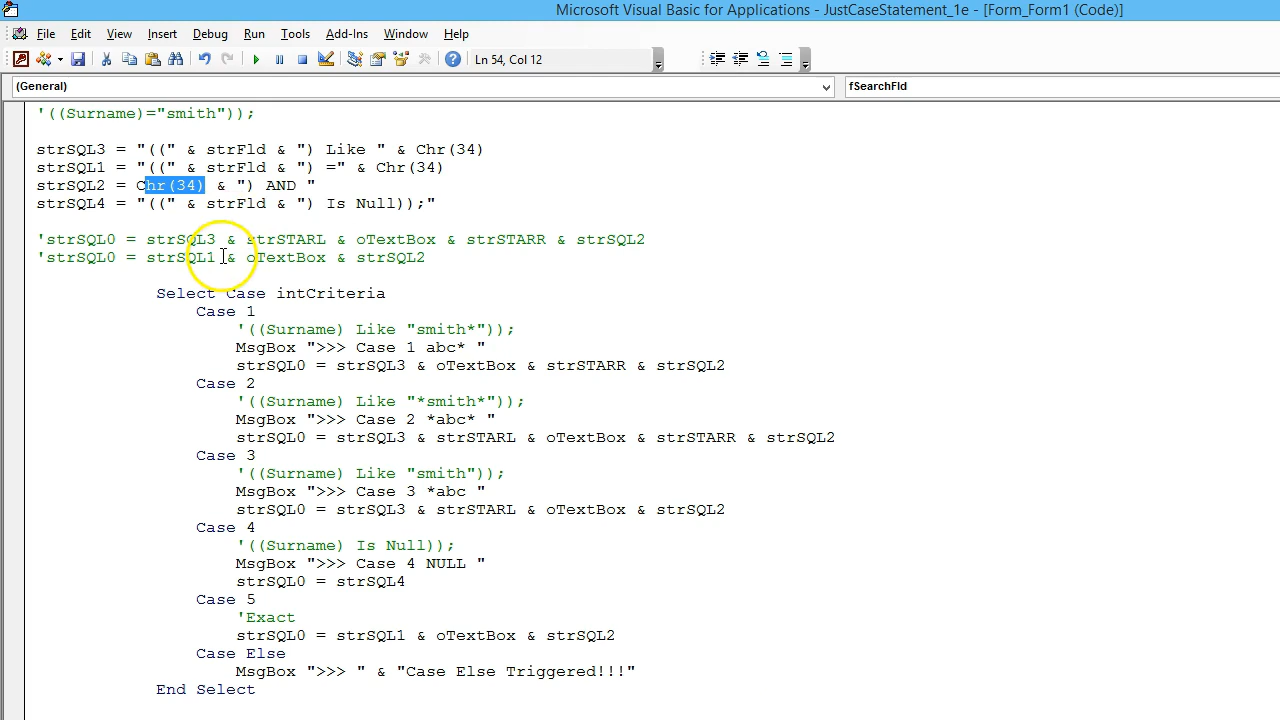 Microsoft Visual Basic for Applications - JustCaseStatement_1e - [Form_Form1 (Code)]
File Edit View Insert Debug Run Tools Add-Ins Window Help
Ln 54, Col 12
(General) fSearchFld
'((Surname)="smith"));
strSQL3 = "((" & strFld & ") Like " & Chr(34)
strSQL1 = "((" & strFld & ") =" & Chr(34)
strSQL2 = Chr(34) & ") AND "
strSQL4 = "((" & strFld & ") Is Null));"
'strSQL0 = strSQL3 & strSTARL & oTextBox & strSTARR & strSQL2
'strSQL0 = strSQL1 & oTextBox & strSQL2
Select Case intCriteria
Case 1
'((Surname) Like "smith*"));
MsgBox ">>> Case 1 abc* "
strSQL0 = strSQL3 & oTextBox & strSTARR & strSQL2
Case 2
'((Surname) Like "*smith*"));
MsgBox ">>> Case 2 *abc* "
strSQL0 = strSQL3 & strSTARL & oTextBox & strSTARR & strSQL2
Case 3
'((Surname) Like "smith"));
MsgBox ">>> Case 3 *abc "
strSQL0 = strSQL3 & strSTARL & oTextBox & strSQL2
Case 4
'((Surname) Is Null));
MsgBox ">>> Case 4 NULL "
strSQL0 = strSQL4
Case 5
'Exact
strSQL0 = strSQL1 & oTextBox & strSQL2
Case Else
MsgBox ">>> " & "Case Else Triggered!!!"
End Select